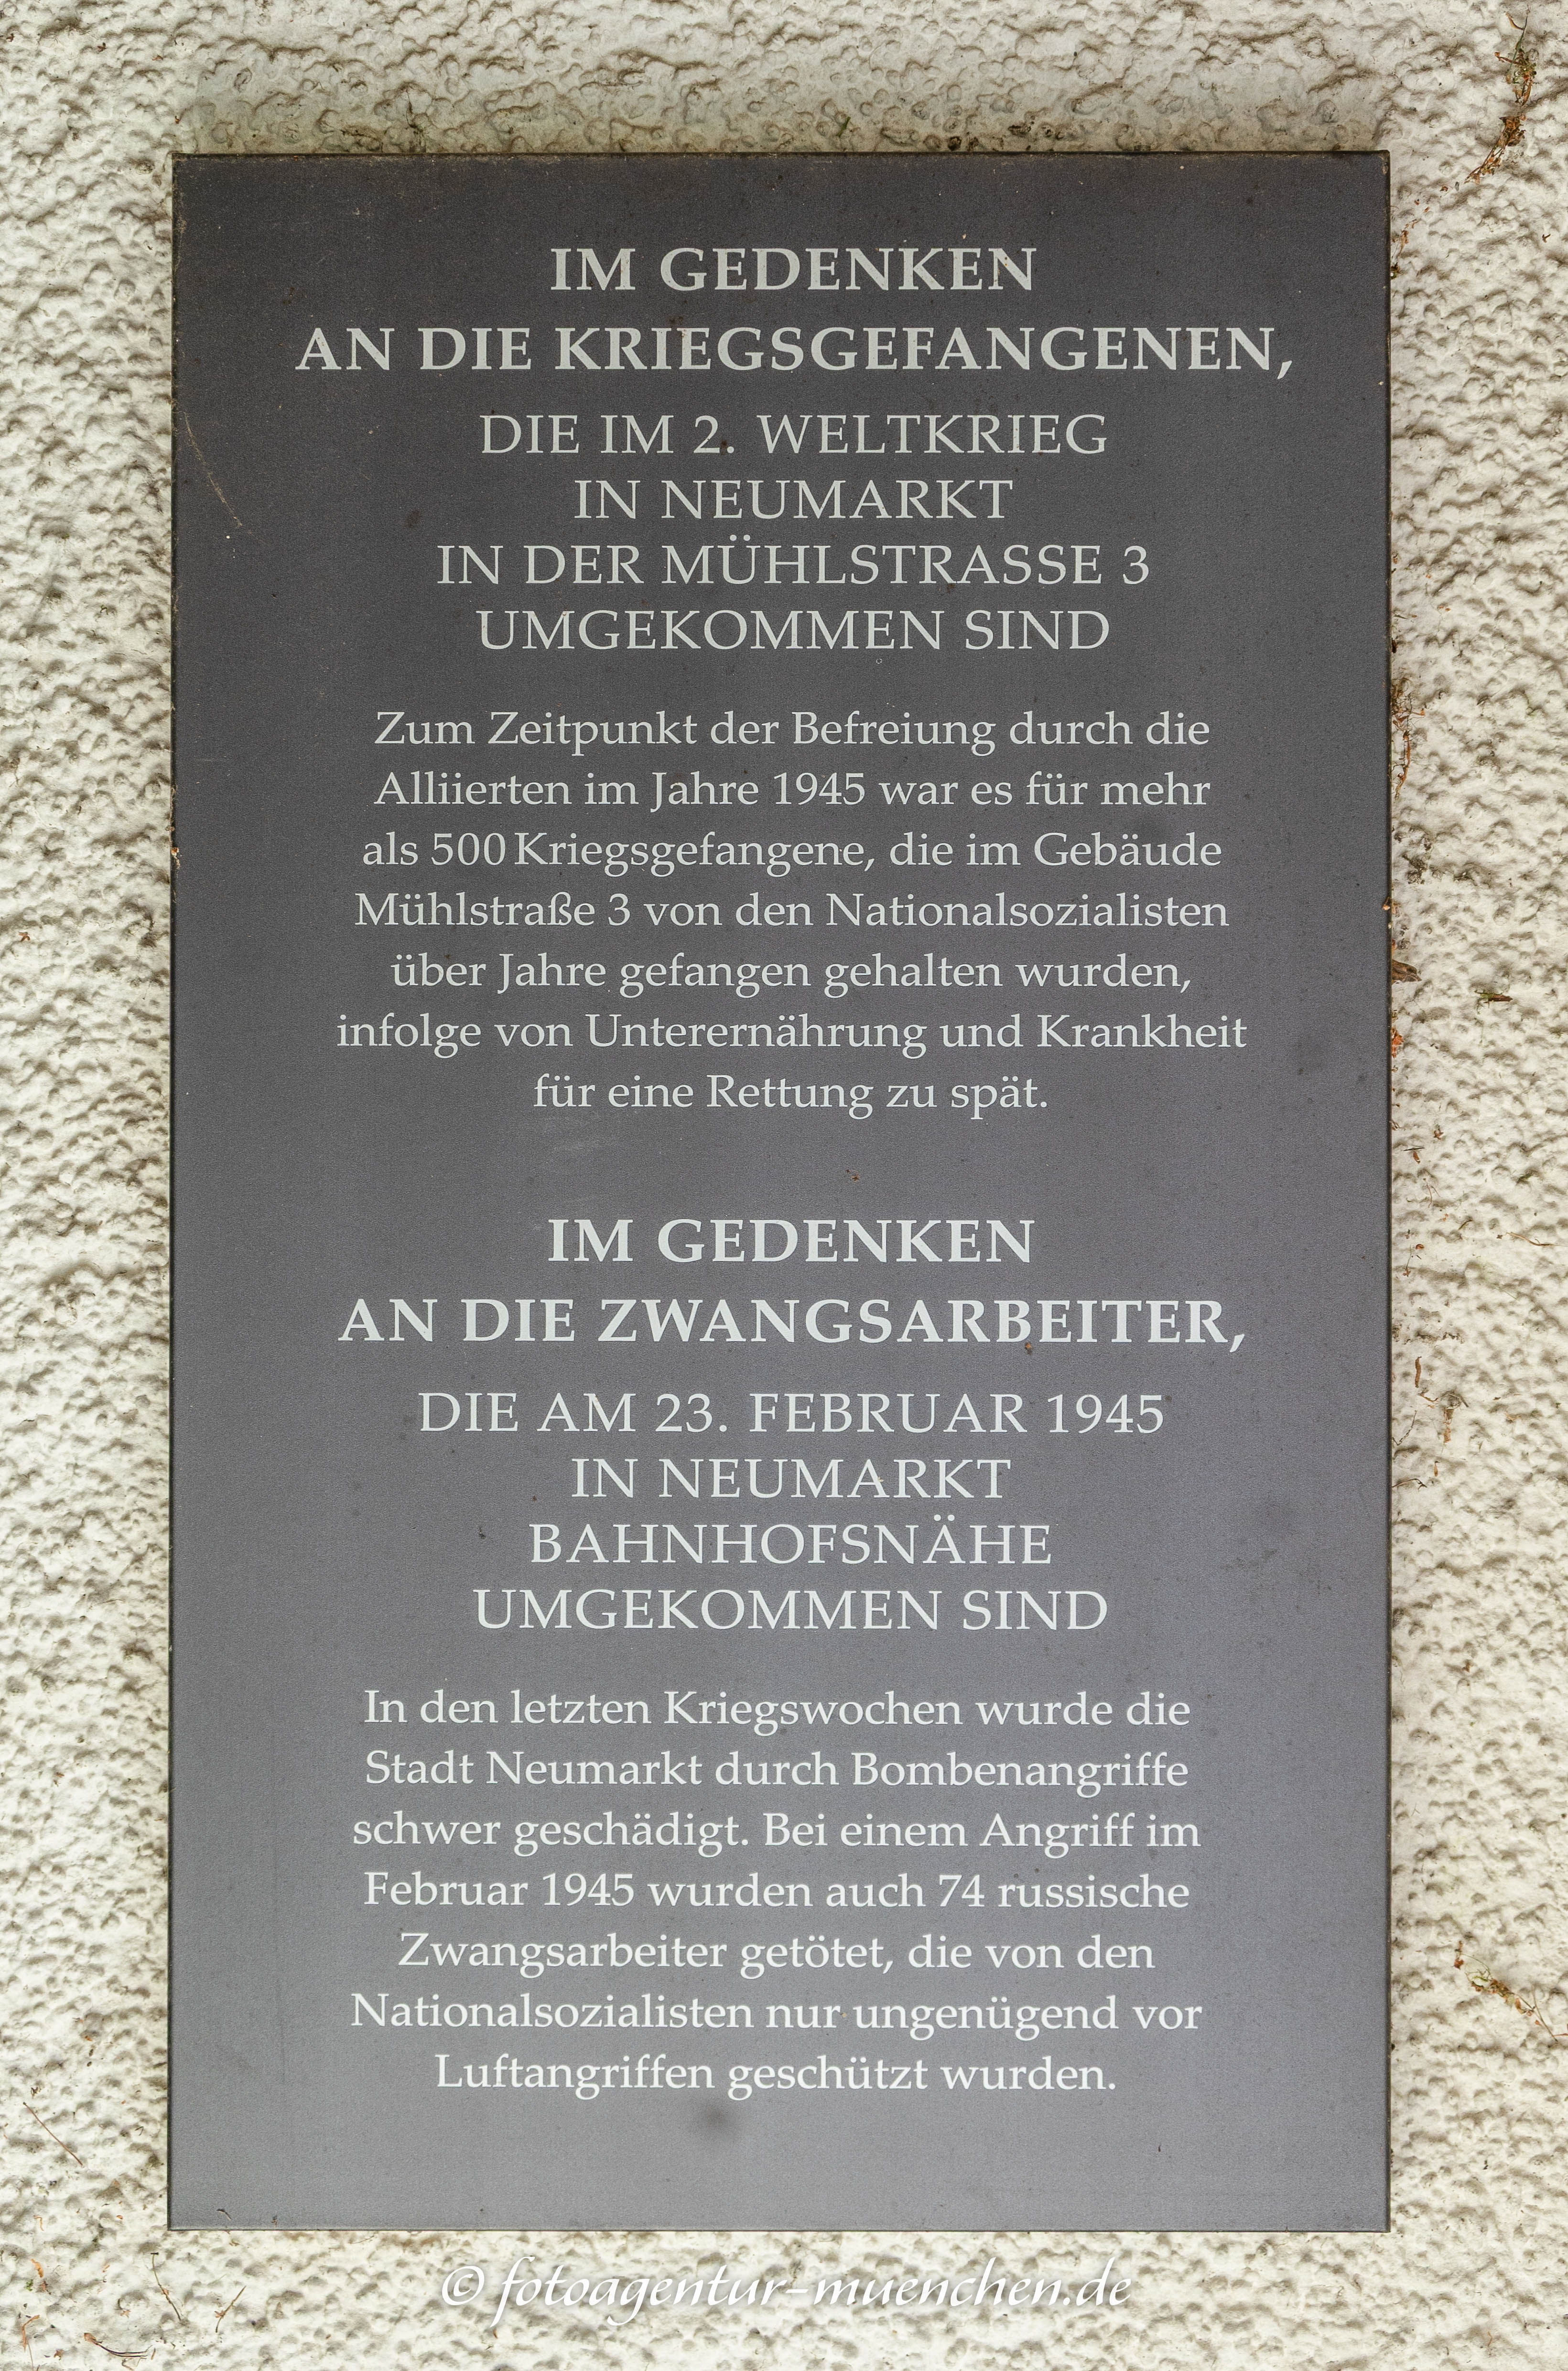 IM GEDENKEN
AN DIE KRIEGSGEFANGENEN,
DIE IM 2. WELTKRIEG
IN NEUMARKT
IN DER MÜHLSTRASSE 3
UMGEKOMMEN SIND
Zum Zeitpunkt der Befreiung durch die
Alliierten im Jahre 1945 war es für mehr
als 500 Kriegsgefangene, die im Gebäude
Mühlstraße 3 von den Nationalsozialisten
über Jahre gefangen gehalten wurden,
infolge von Unterernährung und Krankheit
für eine Rettung zu spät.
IM GEDENKEN
AN DIE ZWANGSARBEITER,
DIE AM 23. FEBRUAR 1945
IN NEUMARKT
BAHNHOFSNÄHE
UMGEKOMMEN SIND
In den letzten Kriegswochen wurde die
Stadt Neumarkt durch Bombenangriffe
schwer geschädigt. Bei einem Angriff im
Februar 1945 wurden auch 74 russische
Zwangsarbeiter getötet, die von den
Nationalsozialisten nur ungenügend vor
Luftangriffen geschützt wurden.
© fotoagentur-muenchen.de